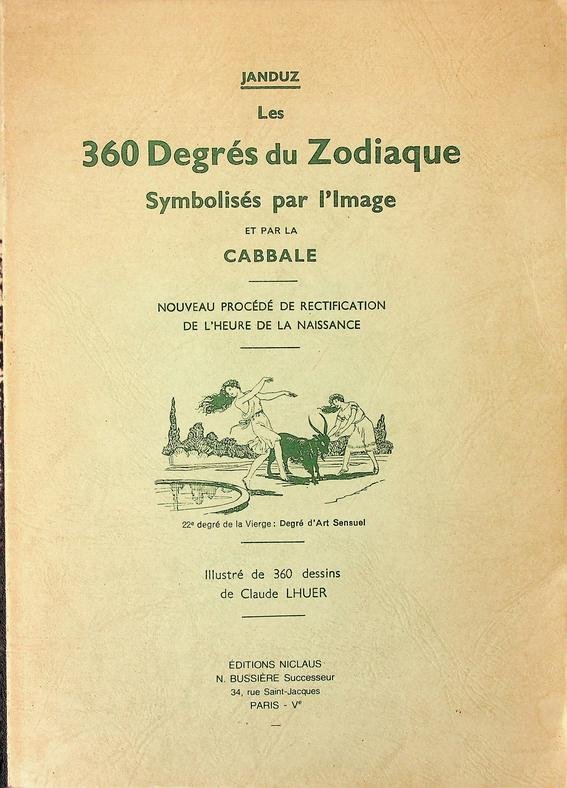 JANDUZ
Les
360 Degrés du Zodiaque
Symbolisés par l'Image
ET PAR LA
CABBALE
NOUVEAU PROCÉDÉ DE RECTIFICATION
DE L'HEURE DE LA NAISSANCE
22e degré de la Vierge : Degré d'Art Sensuel
Illustré de 360 dessins
de Claude LHUER
ÉDITIONS NICLAUS
N. BUSSIÈRE Successeur
34, rue Saint-Jacques
PARIS - Ve